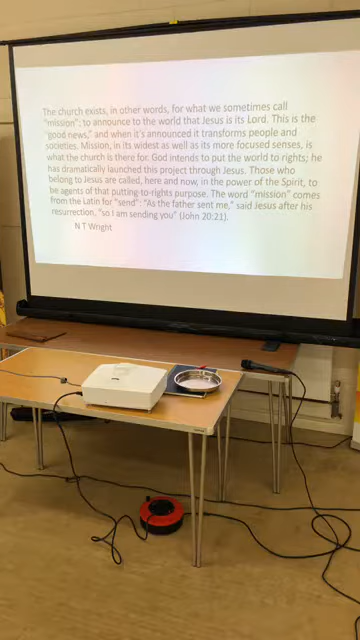 The church exists, in other words, for what we sometimes call
"mission": to announce to the world that Jesus is its Lord. This is the
"good news," and when it's announced it transforms people and
societies. Mission, in its widest as well as its more focused senses, is
what the church is there for. God intends to put the world to rights; he
has dramatically launched this project through Jesus. Those who
belong to Jesus are called, here and now, in the power of the Spirit, to
be agents of that putting-to-rights purpose. The word "mission" comes
from the Latin for "send": "As the father sent me," said Jesus after his
resurrection, "so I am sending you" (John 20:21).
N T Wright